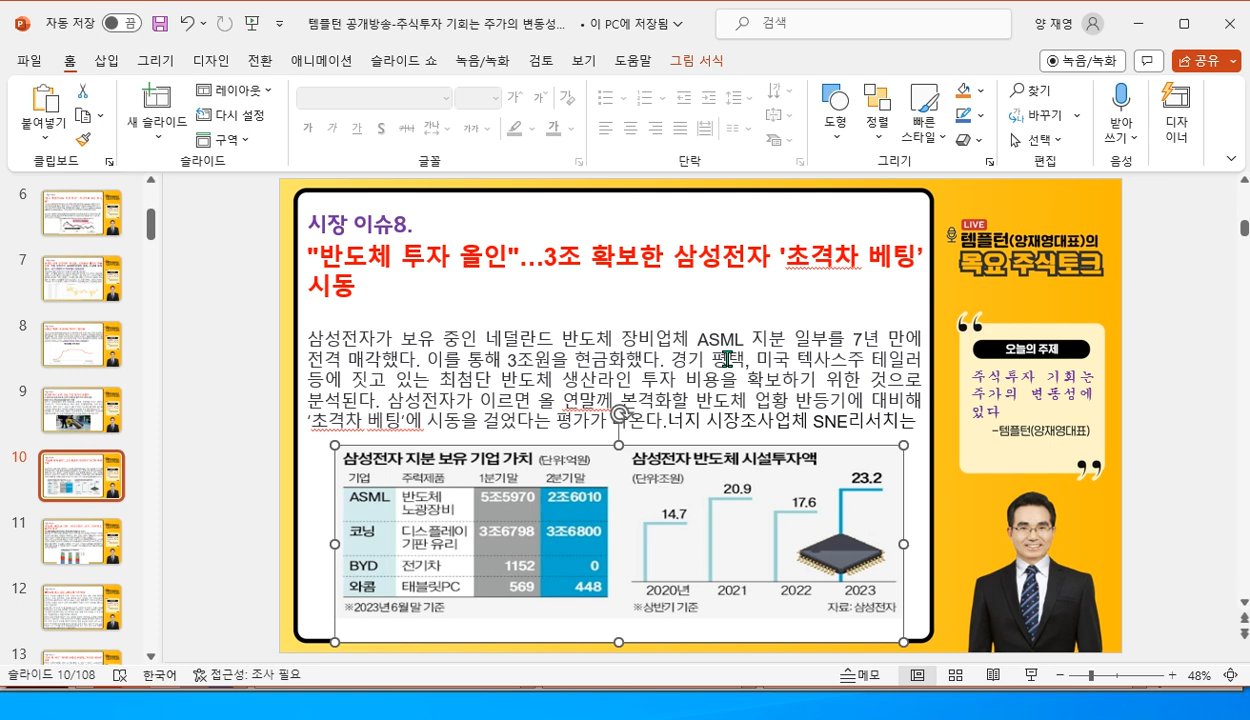 자동 저장 끔 템플턴 공개방송-주식투자 기회는 주가의 변동성... • 이 PC에 저장됨 검색 양 재영
파일 홈 삽입 그리기 디자인 전환 애니메이션 슬라이드 쇼 녹음/녹화 검토 보기 도움말 그림 서식 녹음/녹화 공유
붙여넣기 새 슬라이드 레이아웃 다시 설정 구역 도형 정렬 빠른 스타일 찾기 바꾸기 선택 받아쓰기 디자이너
클립보드 슬라이드 글꼴 단락 그리기 편집 음성
6
7
8
9
10
11
12
13
시장 이슈8.
"반도체 투자 올인"...3조 확보한 삼성전자 '초격차 베팅'
시동
삼성전자가 보유 중인 네덜란드 반도체 장비업체 ASML 지분 일부를 7년 만에
전격 매각했다. 이를 통해 3조원을 현금화했다. 경기 평택, 미국 텍사스주 테일러
등에 짓고 있는 최첨단 반도체 생산라인 투자 비용을 확보하기 위한 것으로
분석된다. 삼성전자가 이르면 올 연말께 본격화할 반도체 업황 반등기에 대비해
'초격차 베팅'에 시동을 걸었다는 평가가 나온다.너지 시장조사업체 SNE리서치는
삼성전자 지분 보유 기업 가치 (단위:억원)
기업 주력제품 1분기말 2분기말
ASML 반도체 노광장비 5조5970 2조6010
코닝 디스플레이 기판 유리 3조6798 3조6800
BYD 전기차 1152 0
와콤 태블릿PC 569 448
※2023년 6월 말 기준
삼성전자 반도체 시설투자액
(단위:조원)
14.7 20.9 17.6 23.2
2020년 2021 2022 2023
※상반기 기준 자료: 삼성전자
LIVE
템플턴(양재영대표)의
목요 주식토크
오늘의 주제
주식투자 기회는
주가의 변동성에
있다
-템플턴(양재영대표)
슬라이드 10/108 한국어 접근성: 조사 필요 메모 48%